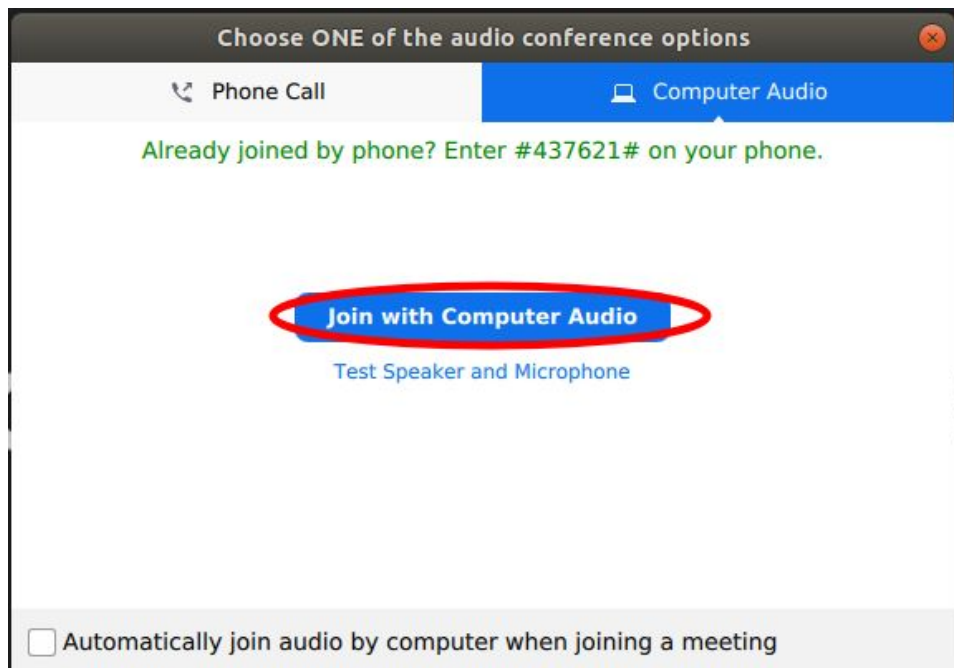 Choose ONE of the audio conference options
Phone Call
Computer Audio
Already joined by phone? Enter #437621# on your phone.
Join with Computer Audio
Test Speaker and Microphone
Automatically join audio by computer when joining a meeting